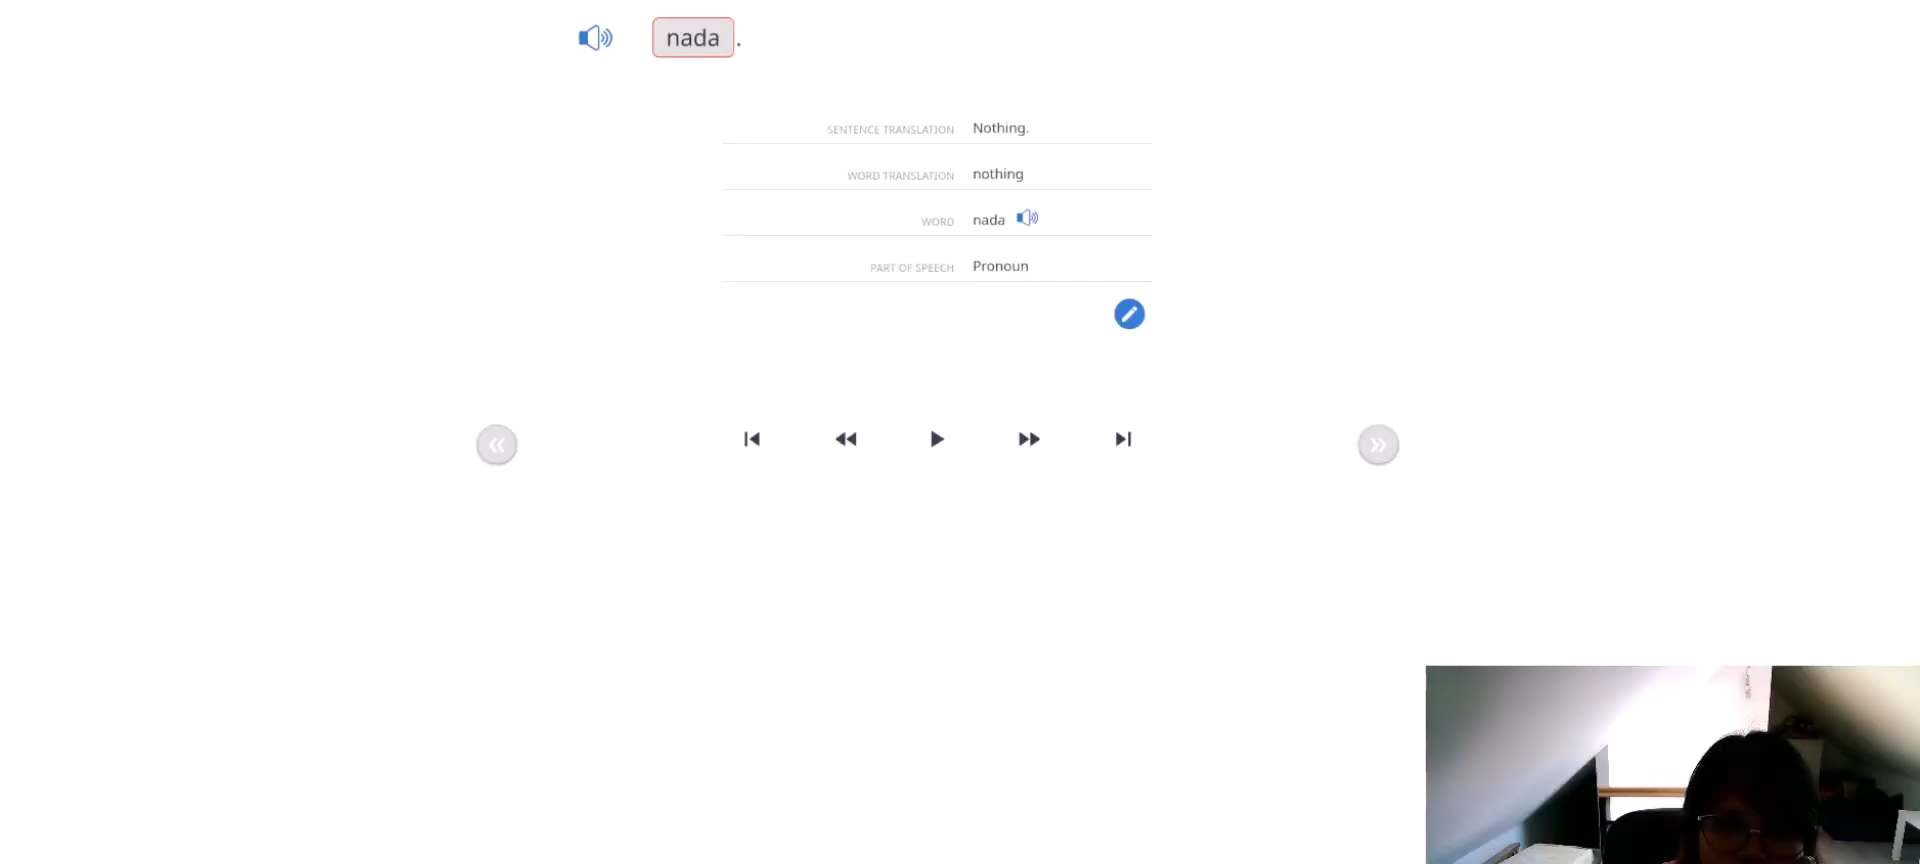 nada .
SENTENCE TRANSLATION Nothing.
WORD TRANSLATION nothing
WORD nada
PART OF SPEECH Pronoun